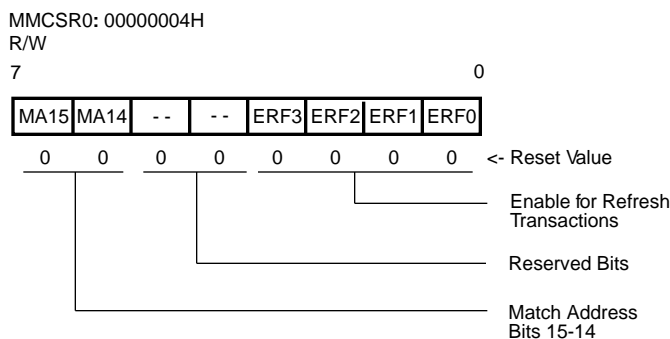 MMCSR0: 00000004H
R/W
7 0
MA15 MA14 - - - - ERF3 ERF2 ERF1 ERF0
0 0 0 0 0 0 0 0 <- Reset Value
Enable for Refresh
Transactions
Reserved Bits
Match Address
Bits 15-14